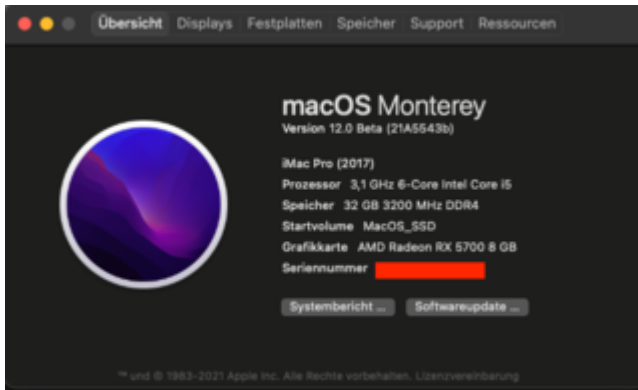 Übersicht Displays Festplatten Speicher Support Ressourcen
macOS Monterey
Version 12.0 Beta (21A5543b)
iMac Pro (2017)
Prozessor 3,1 GHz 6-Core Intel Core i5
Speicher 32 GB 3200 MHz DDR4
Startvolume MacOS_SSD
Grafikkarte AMD Radeon RX 5700 8 GB
Seriennummer
Systembericht ... Softwareupdate ...
™ und © 1983-2021 Apple Inc. Alle Rechte vorbehalten. Lizenzvereinbarung